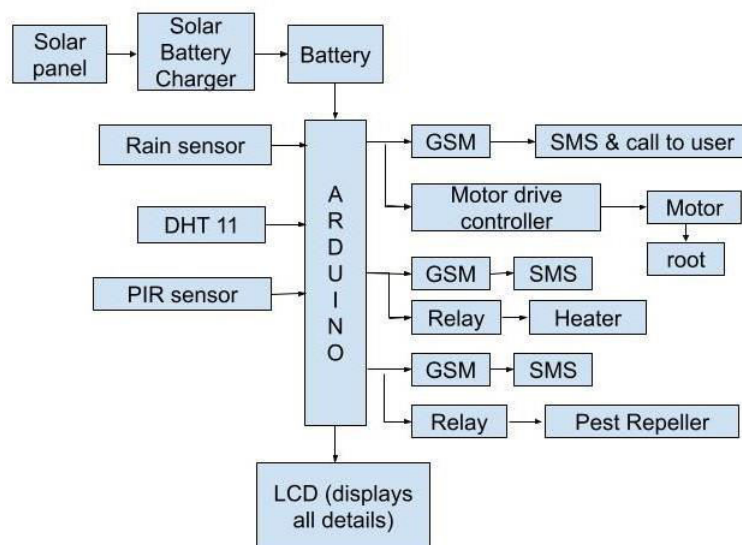 Solar
panel
Solar
Battery
Charger
Battery
Rain sensor
DHT 11
PIR sensor
A
R
D
U
I
N
O
GSM
SMS & call to user
Motor drive
controller
Motor
root
GSM
SMS
Relay
Heater
GSM
SMS
Relay
Pest Repeller
LCD (displays
all details)